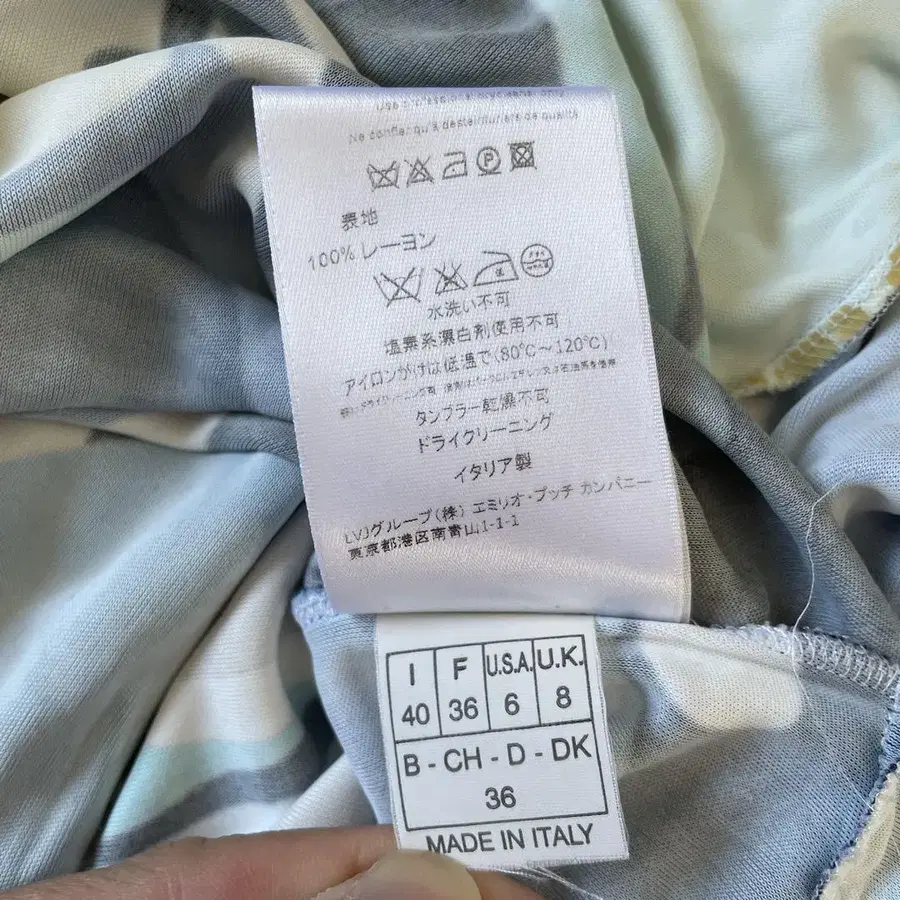 Ne confier qu'à des teinturiers de qualité
P
表地
100% レーヨン
水洗い不可
塩素系漂白剤使用不可
アイロンがけは低温で(80℃～120℃)
タンブラー乾燥不可
ドライクリーニング
イタリア製
LVJグループ(株) エミリオ・プッチ カンパニー
東京都港区南青山1-1-1
I F U.S.A. U.K.
40 36 6 8
B - CH - D - DK
36
MADE IN ITALY